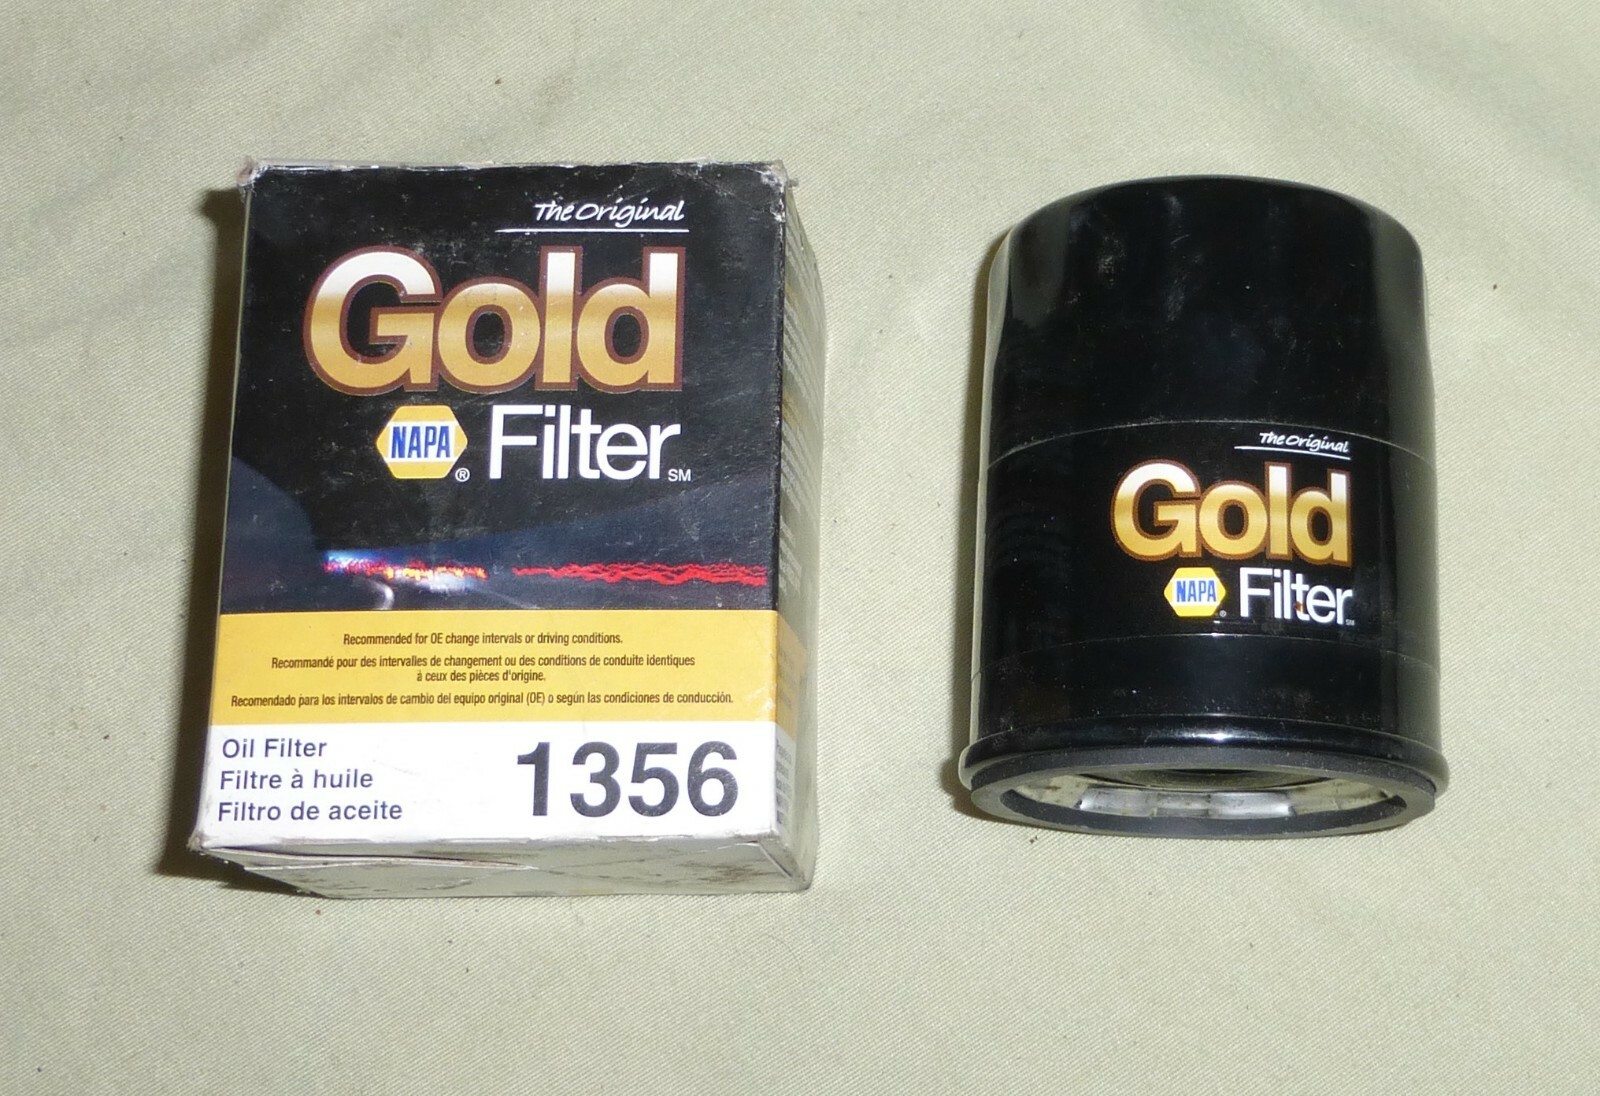 The Original
Gold
NAPA® Filter SM
Recommended for OE change intervals or driving conditions.
Recommandé pour des intervalles de changement ou des conditions de conduite identiques
à ceux des pièces d'origine.
Recomendado para los intervalos de cambio del equipo original (OE) o según las condiciones de conducción.
Oil Filter
Filtre à huile
Filtro de aceite
1356
The Original
Gold
NAPA® Filter SM